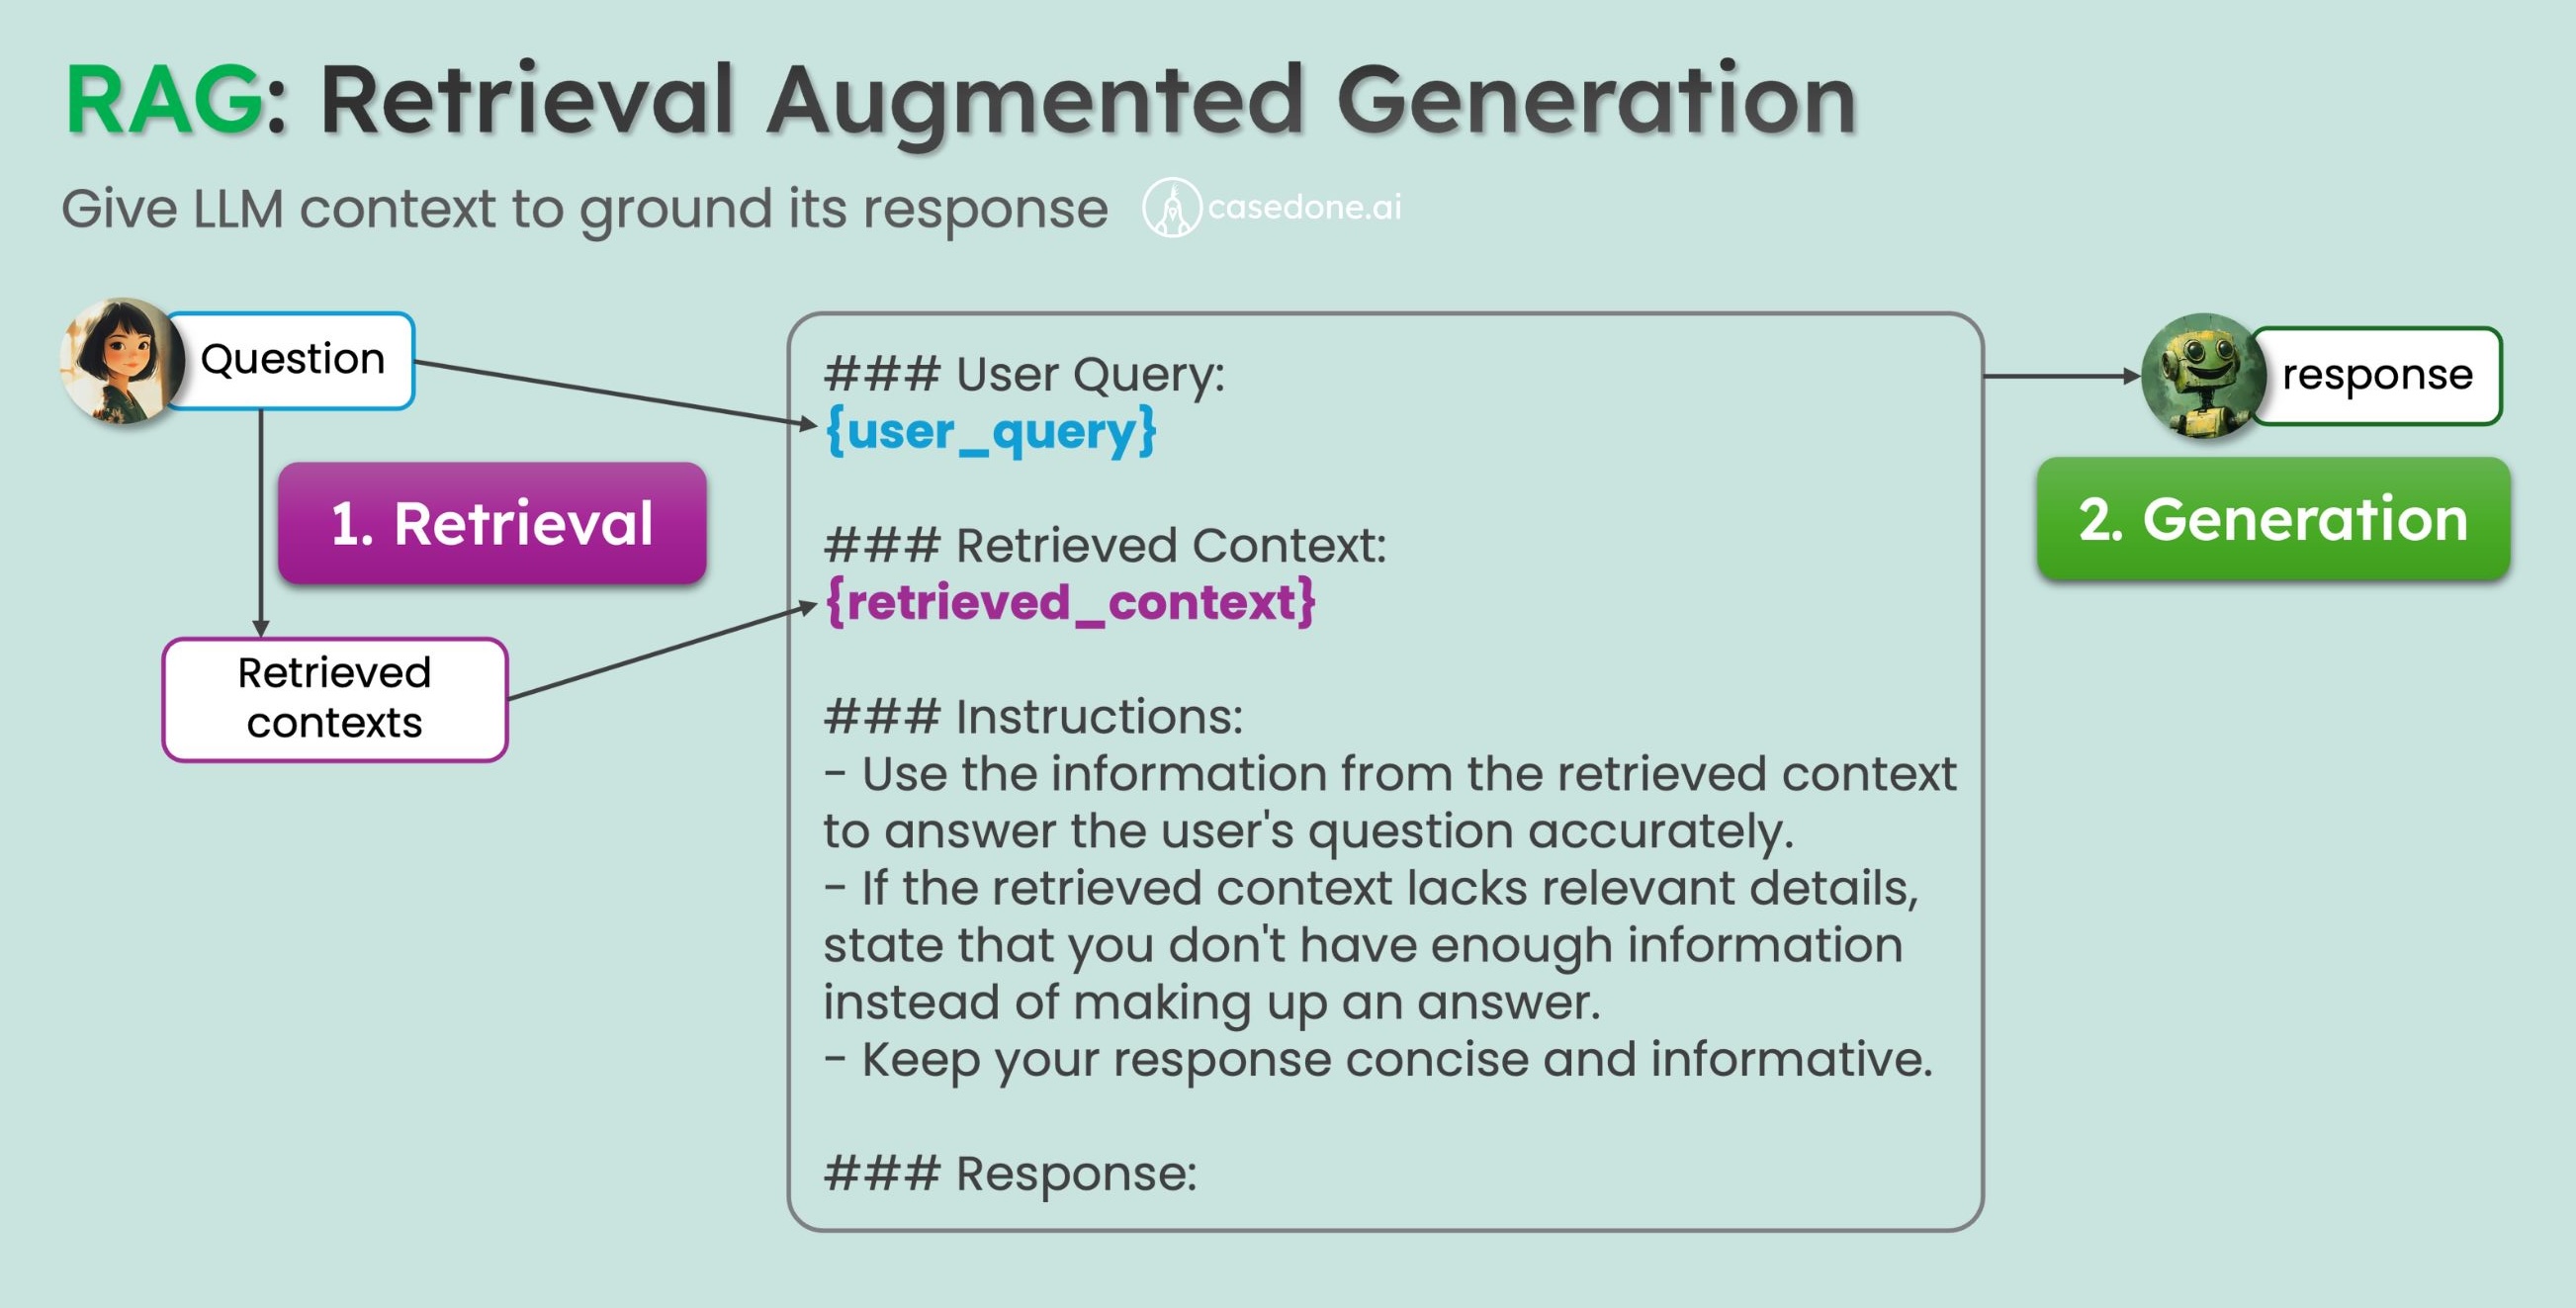 RAG: Retrieval Augmented Generation
Give LLM context to ground its response
casedone.ai
Question
1. Retrieval
Retrieved
contexts
### User Query:
{user_query}
### Retrieved Context:
{retrieved_context}
### Instructions:
- Use the information from the retrieved context
to answer the user's question accurately.
- If the retrieved context lacks relevant details,
state that you don't have enough information
instead of making up an answer.
- Keep your response concise and informative.
### Response:
response
2. Generation